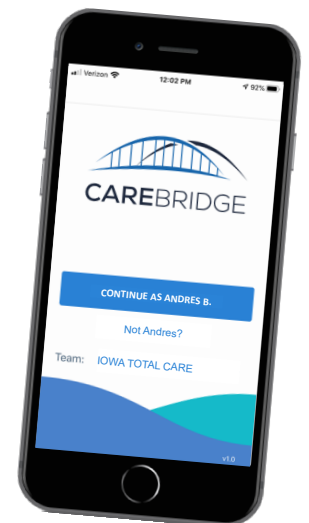 Verizon 12:02 PM 92%
CAREBRIDGE
CONTINUE AS ANDRES B.
Not Andres?
Team: IOWA TOTAL CARE
v1.0